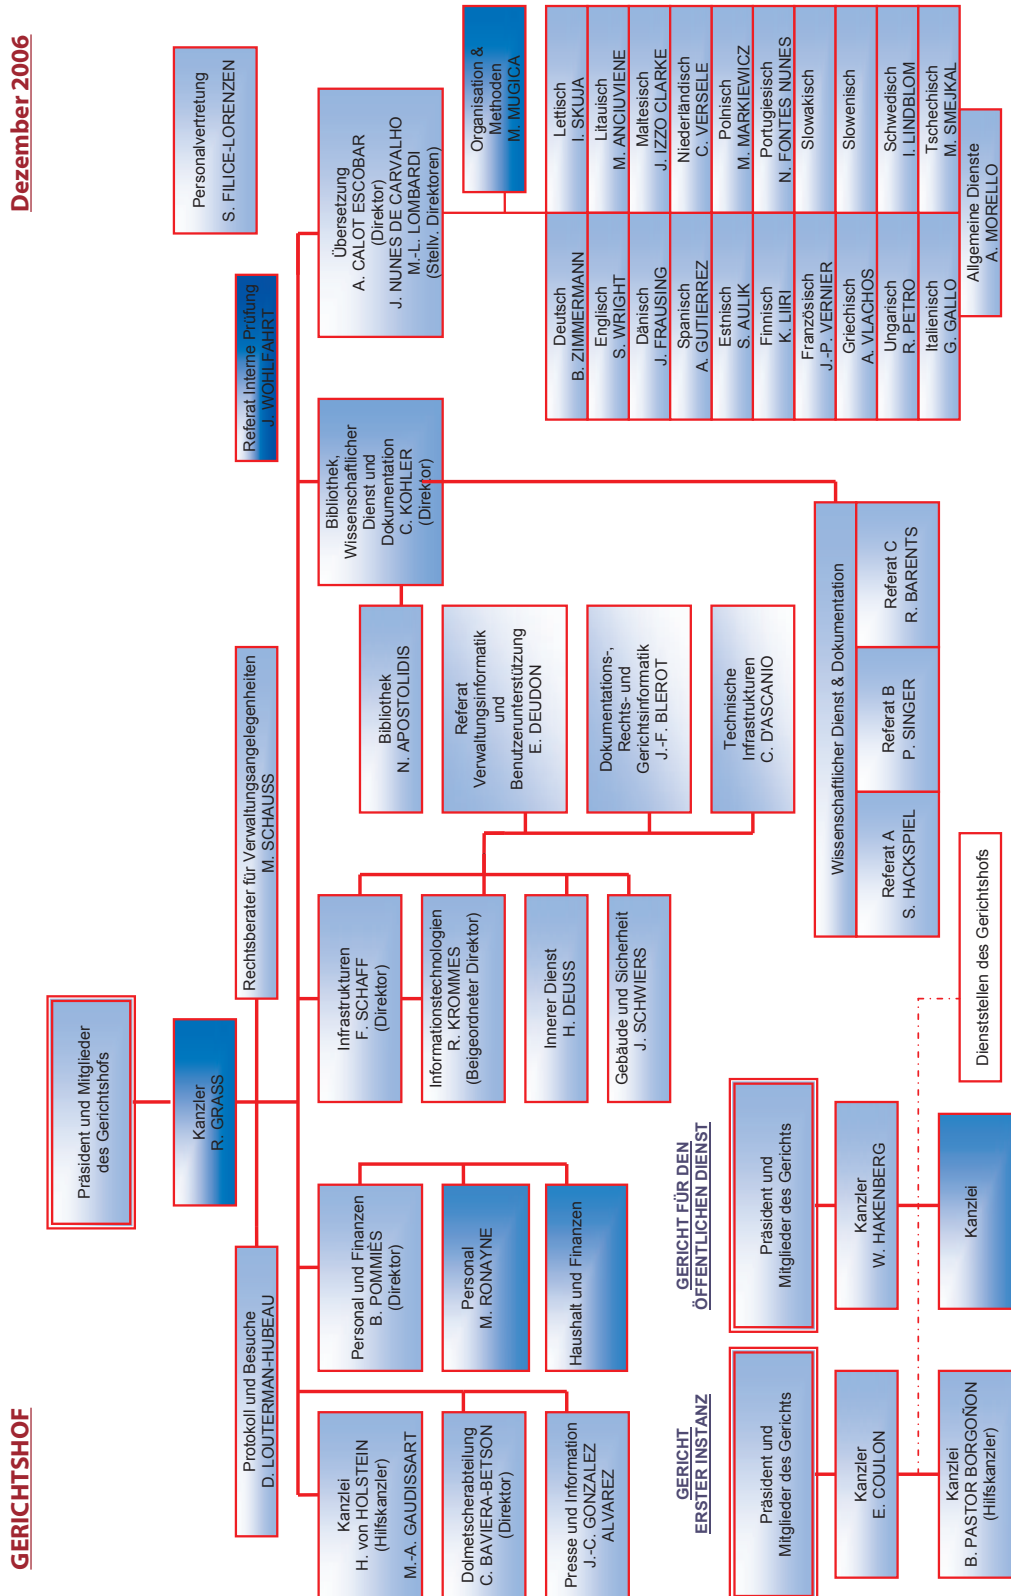 GERICHTSHOF
Dezember 2006
Präsident und Mitglieder
des Gerichtshofs
Kanzler
R. GRASS
Personalvertretung
S. FILICE-LORENZEN
Protokoll und Besuche
D. LOUTERMAN-HUBEAU
Rechtsberater für Verwaltungsangelegenheiten
M. SCHAUSS
Referat Interne Prüfung
J. WOHLFAHRT
Kanzlei
H. von HOLSTEIN
(Hilfskanzler)
M.-A. GAUDISSART
Dolmetscherabteilung
C. BAVIERA-BETSON
(Direktor)
Presse und Information
J.-C. GONZALEZ
ALVAREZ
Personal und Finanzen
B. POMMIÈS
(Direktor)
Personal
M. RONAYNE
Haushalt und Finanzen
Infrastrukturen
F. SCHAFF
(Direktor)
Informationstechnologien
R. KROMMES
(Beigeordneter Direktor)
Innerer Dienst
H. DEUSS
Gebäude und Sicherheit
J. SCHWIERS
Referat
Verwaltungsinformatik
und
Benutzerunterstützung
E. DEUDON
Dokumentations-,
Rechts- und
Gerichtsinformatik
J.-F. BLEROT
Technische
Infrastrukturen
C. D'ASCANIO
Bibliothek,
Wissenschaftlicher
Dienst und
Dokumentation
C. KOHLER
(Direktor)
Bibliothek
N. APOSTOLIDIS
Wissenschaftlicher Dienst & Dokumentation
Referat A
S. HACKSPIEL
Referat B
P. SINGER
Referat C
R. BARENTS
Übersetzung
A. CALOT ESCOBAR
(Direktor)
J. NUNES DE CARVALHO
M.-L. LOMBARDI
(Stellv. Direktoren)
Organisation &
Methoden
M. MUGICA
Deutsch
B. ZIMMERMANN
Englisch
S. WRIGHT
Dänisch
J. FRAUSING
Spanisch
A. GUTIERREZ
Estnisch
S. AULIK
Finnisch
K. LIIRI
Französisch
J.-P. VERNIER
Griechisch
A. VLACHOS
Ungarisch
R. PETRO
Italienisch
G. GALLO
Lettisch
I. SKUJA
Litauisch
M. ANCIUVIENE
Maltesisch
J. IZZO CLARKE
Niederländisch
C. VERSELE
Polnisch
M. MARKIEWICZ
Portugiesisch
N. FONTES NUNES
Slowakisch
Slowenisch
Schwedisch
I. LINDBLOM
Tschechisch
M. SMEJKAL
Allgemeine Dienste
A. MORELLO
GERICHT
ERSTER INSTANZ
Präsident und
Mitglieder des Gerichts
Kanzler
E. COULON
Kanzlei
B. PASTOR BORGOÑON
(Hilfskanzler)
GERICHT FÜR DEN
ÖFFENTLICHEN DIENST
Präsident und
Mitglieder des Gerichts
Kanzler
W. HAKENBERG
Kanzlei
Dienststellen des Gerichtshofs